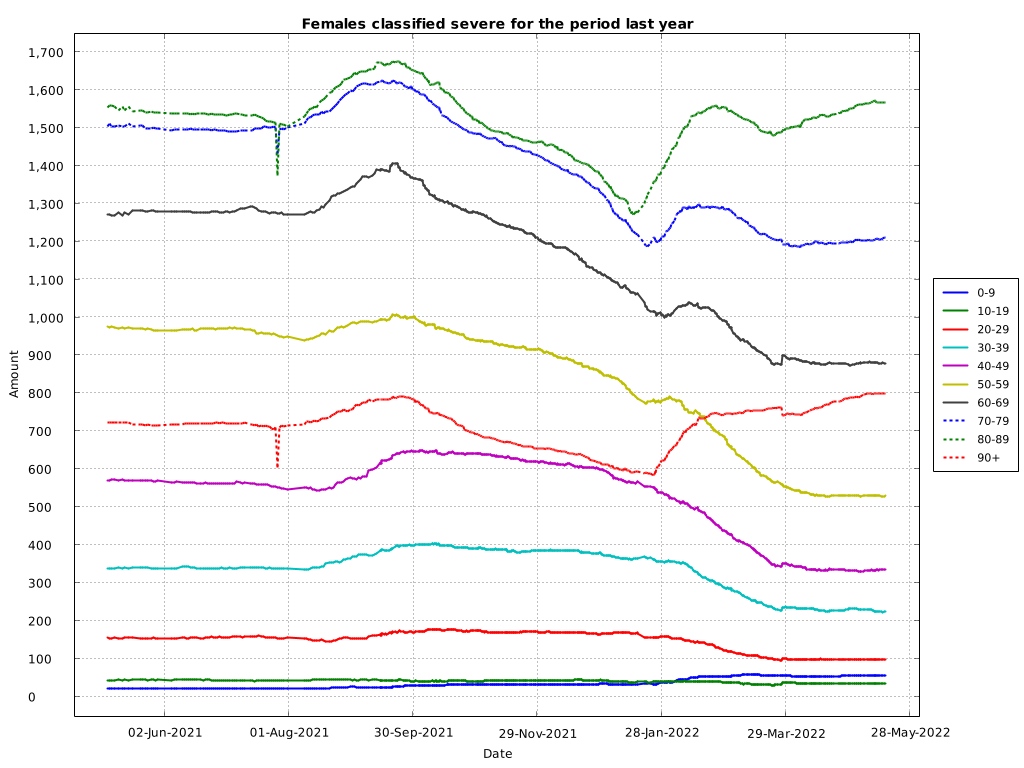 Females classified severe for the period last year
1,700
1,600
1,500
1,400
1,300
1,200
1,100
1,000
900
800
700
600
500
400
300
200
100
0
Amount
02-Jun-2021
01-Aug-2021
30-Sep-2021
29-Nov-2021
28-Jan-2022
29-Mar-2022
28-May-2022
Date
0-9
10-19
20-29
30-39
40-49
50-59
60-69
70-79
80-89
90+